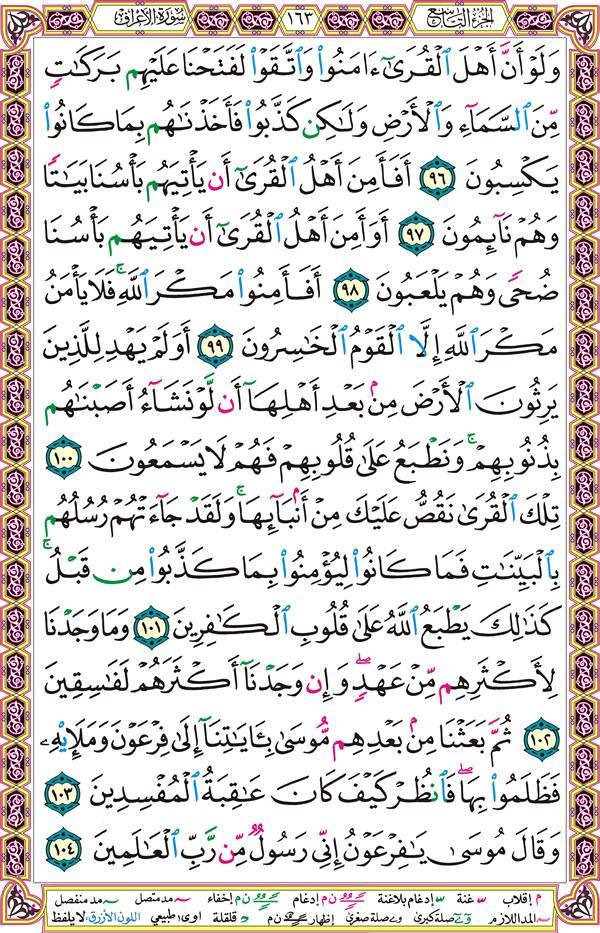 الجزء التاسع
١٦٣
سورة الأعراف
وَلَوْ أَنَّ أَهْلَ ٱلْقُرَىٰٓ ءَامَنُوا۟ وَٱتَّقَوْا۟ لَفَتَحْنَا عَلَيْهِم بَرَكَٰتٍ
مِّنَ ٱلسَّمَآءِ وَٱلْأَرْضِ وَلَٰكِن كَذَّبُوا۟ فَأَخَذْنَٰهُم بِمَا كَانُوا۟
يَكْسِبُونَ ٩٦ أَفَأَمِنَ أَهْلُ ٱلْقُرَىٰٓ أَن يَأْتِيَهُم بَأْسُنَا بَيَٰتًا
وَهُمْ نَآئِمُونَ ٩٧ أَوَأَمِنَ أَهْلُ ٱلْقُرَىٰٓ أَن يَأْتِيَهُم بَأْسُنَا
ضُحًى وَهُمْ يَلْعَبُونَ ٩٨ أَفَأَمِنُوا۟ مَكْرَ ٱللَّهِ ۚ فَلَا يَأْمَنُ
مَكْرَ ٱللَّهِ إِلَّا ٱلْقَوْمُ ٱلْخَٰسِرُونَ ٩٩ أَوَلَمْ يَهْدِ لِلَّذِينَ
يَرِثُونَ ٱلْأَرْضَ مِنۢ بَعْدِ أَهْلِهَآ أَن لَّوْ نَشَآءُ أَصَبْنَٰهُم
بِذُنُوبِهِمْ ۚ وَنَطْبَعُ عَلَىٰ قُلُوبِهِمْ فَهُمْ لَا يَسْمَعُونَ ١٠٠
تِلْكَ ٱلْقُرَىٰ نَقُصُّ عَلَيْكَ مِنْ أَنۢبَآئِهَا ۚ وَلَقَدْ جَآءَتْهُمْ رُسُلُهُم
بِٱلْبَيِّنَٰتِ فَمَا كَانُوا۟ لِيُؤْمِنُوا۟ بِمَا كَذَّبُوا۟ مِن قَبْلُ ۚ
كَذَٰلِكَ يَطْبَعُ ٱللَّهُ عَلَىٰ قُلُوبِ ٱلْكَٰفِرِينَ ١٠١ وَمَا وَجَدْنَا
لِأَكْثَرِهِم مِّنْ عَهْدٍ ۖ وَإِن وَجَدْنَآ أَكْثَرَهُمْ لَفَٰسِقِينَ
١٠٢ ثُمَّ بَعَثْنَا مِنۢ بَعْدِهِم مُّوسَىٰ بِـَٔايَٰتِنَآ إِلَىٰ فِرْعَوْنَ وَمَلَإِي۟هِۦ
فَظَلَمُوا۟ بِهَا ۖ فَٱنظُرْ كَيْفَ كَانَ عَٰقِبَةُ ٱلْمُفْسِدِينَ ١٠٣
وَقَالَ مُوسَىٰ يَٰفِرْعَوْنُ إِنِّى رَسُولٌ مِّن رَّبِّ ٱلْعَٰلَمِينَ ١٠٤
م إقلاب غنة إدغام بلاغنة ن م إدغام ن م إخفاء مد متصل مد منفصل
المد اللازم صلة كبرى صلة صغرى إظهار ن م قلقلة طبيعي اللون الأزرق: لا يلفظ